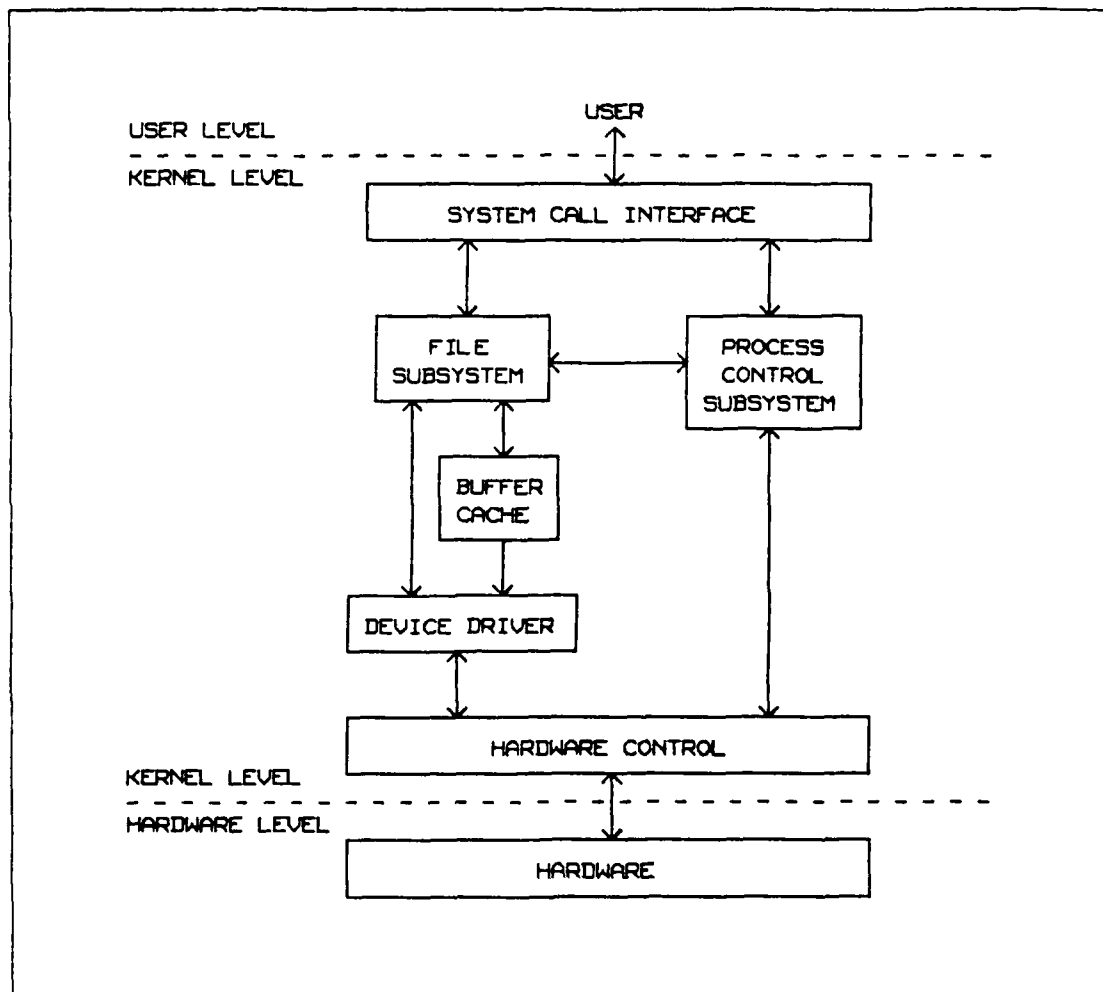 USER
USER LEVEL
KERNEL LEVEL
SYSTEM CALL INTERFACE
FILE
SUBSYSTEM
PROCESS
CONTROL
SUBSYSTEM
BUFFER
CACHE
DEVICE DRIVER
HARDWARE CONTROL
KERNEL LEVEL
HARDWARE LEVEL
HARDWARE